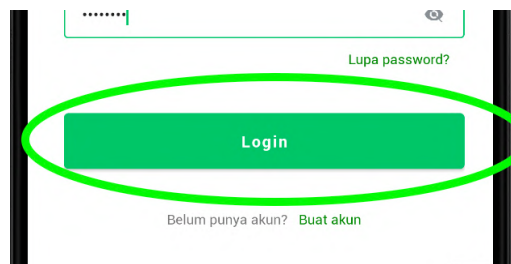 ••••••••
Lupa password?
Login
Belum punya akun? Buat akun